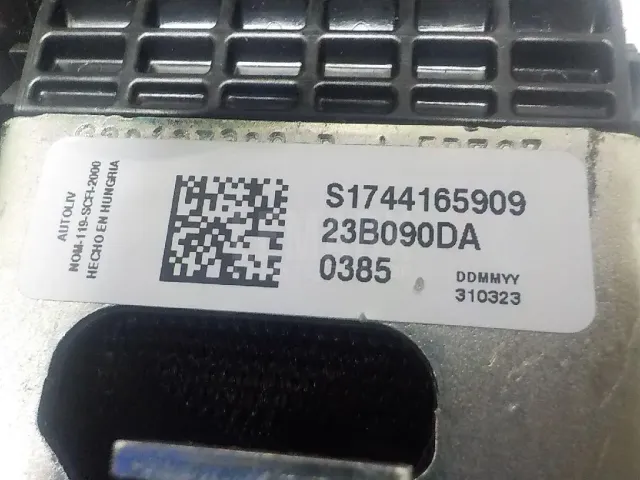 AUTOLIV
NOM-119-SCFI-2000
HECHO EN HUNGRIA
S1744165909
23B090DA
0385
DDMMYY
310323